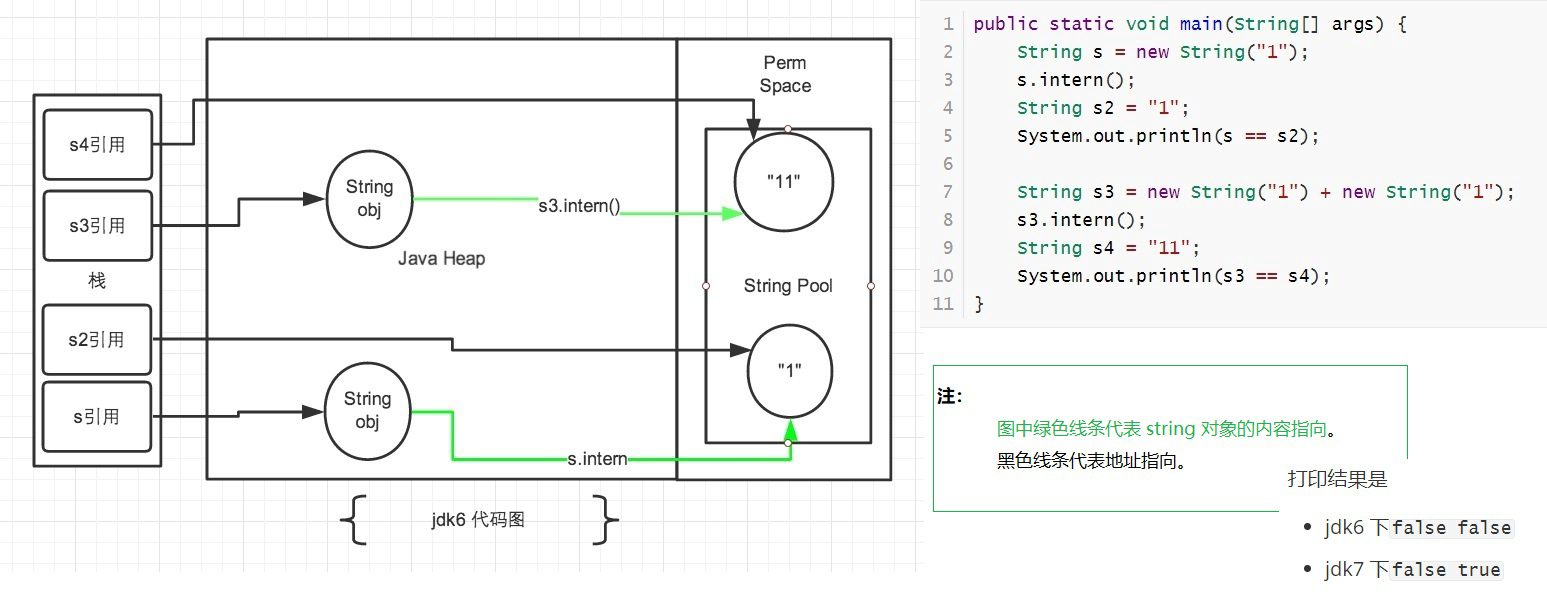 Perm
Space
s4引用
"11"
String
obj
s3.intern()
s3引用
Java Heap
栈
String Pool
s2引用
"1"
String
obj
s引用
s.intern
jdk6 代码图
1 public static void main(String[] args) {
2 String s = new String("1");
3 s.intern();
4 String s2 = "1";
5 System.out.println(s == s2);
6
7 String s3 = new String("1") + new String("1");
8 s3.intern();
9 String s4 = "11";
10 System.out.println(s3 == s4);
11 }
注：
图中绿色线条代表 string 对象的内容指向。
黑色线条代表地址指向。
打印结果是
• jdk6 下false false
• jdk7 下false true